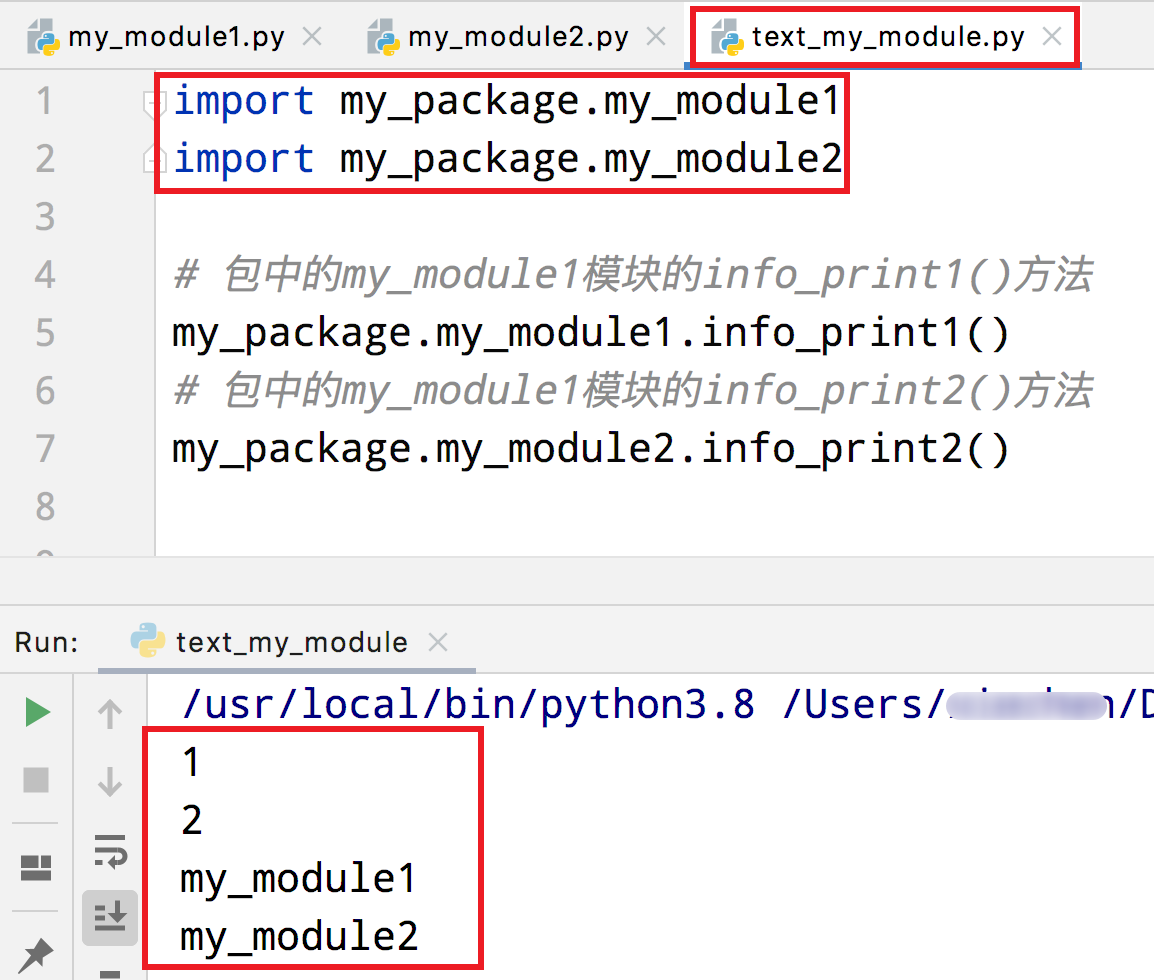 my_module1.py
my_module2.py
text_my_module.py
1 import my_package.my_module1
2 import my_package.my_module2
3
4 # 包中的my_module1模块的info_print1()方法
5 my_package.my_module1.info_print1()
6 # 包中的my_module1模块的info_print2()方法
7 my_package.my_module2.info_print2()
8
Run: text_my_module
/usr/local/bin/python3.8 /Users/
1
2
my_module1
my_module2